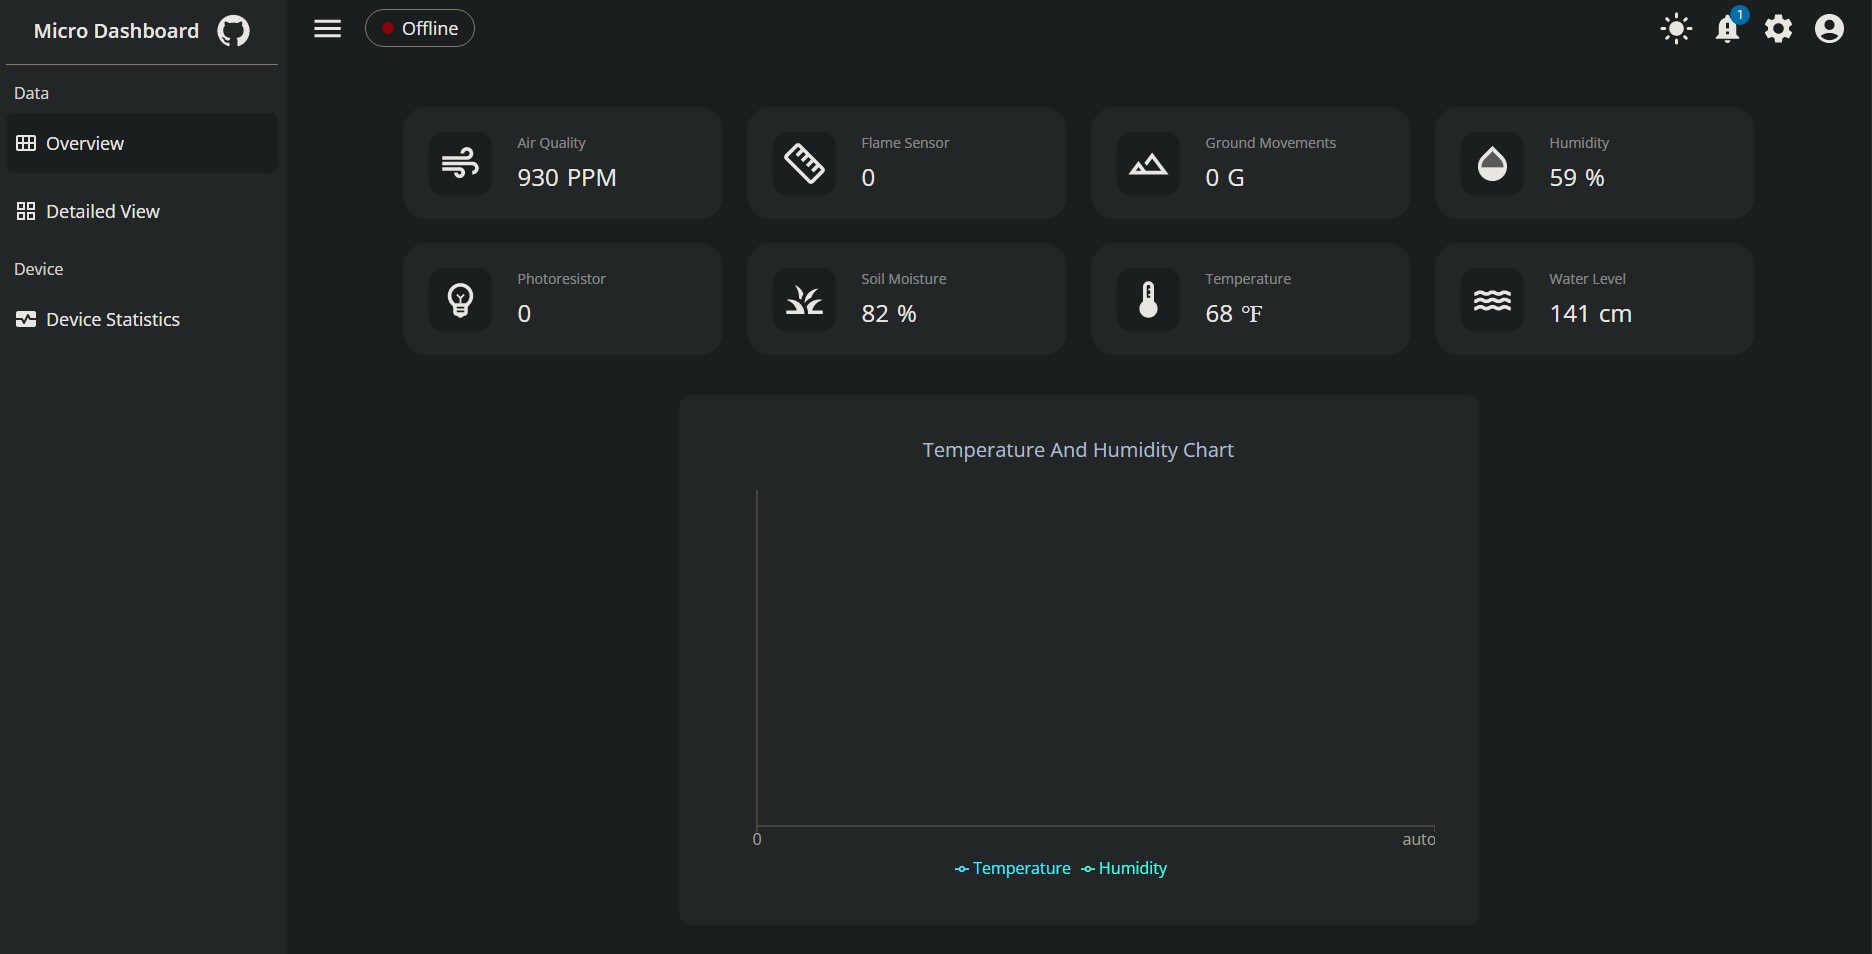 Micro Dashboard
Offline
1
Data
Overview
Detailed View
Device
Device Statistics
Air Quality
930 PPM
Flame Sensor
0
Ground Movements
0 G
Humidity
59 %
Photoresistor
0
Soil Moisture
82 %
Temperature
68 °F
Water Level
141 cm
Temperature And Humidity Chart
0 auto
Temperature Humidity